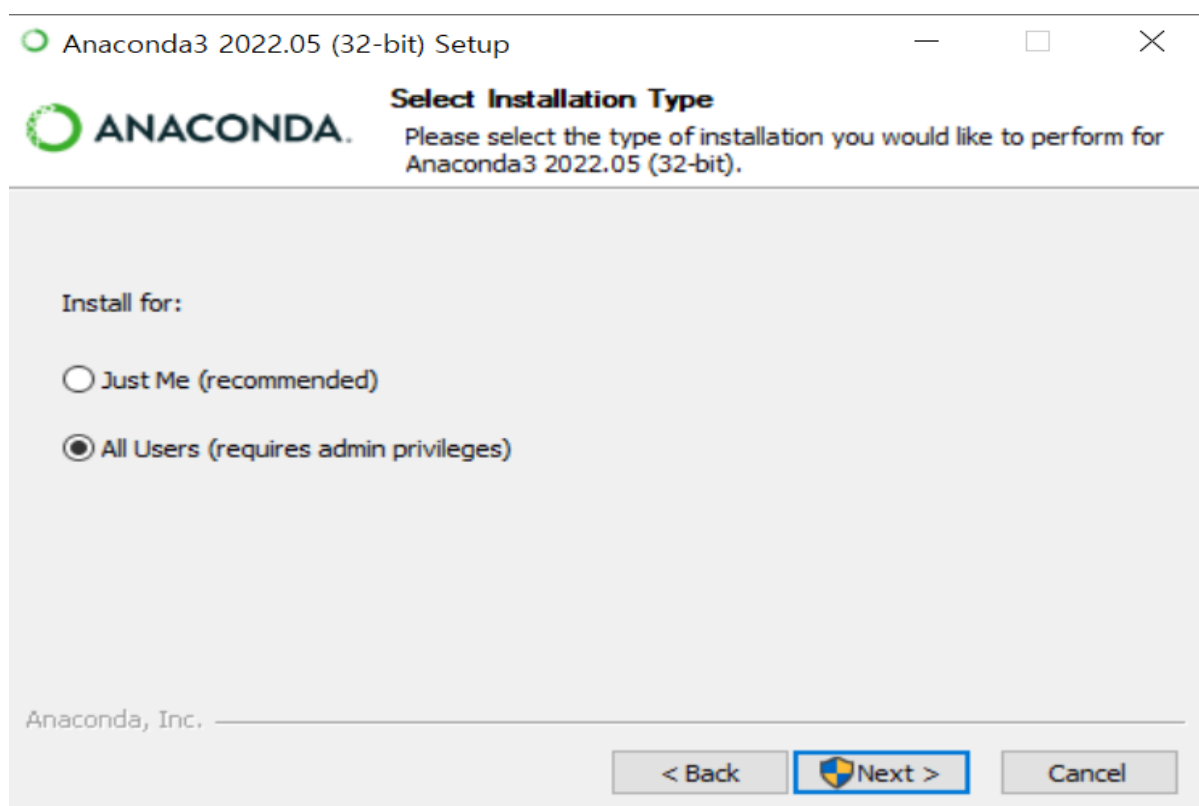 Anaconda3 2022.05 (32-bit) Setup
ANACONDA.
Select Installation Type
Please select the type of installation you would like to perform for
Anaconda3 2022.05 (32-bit).
Install for:
Just Me (recommended)
All Users (requires admin privileges)
Anaconda, Inc.
< Back
Next >
Cancel